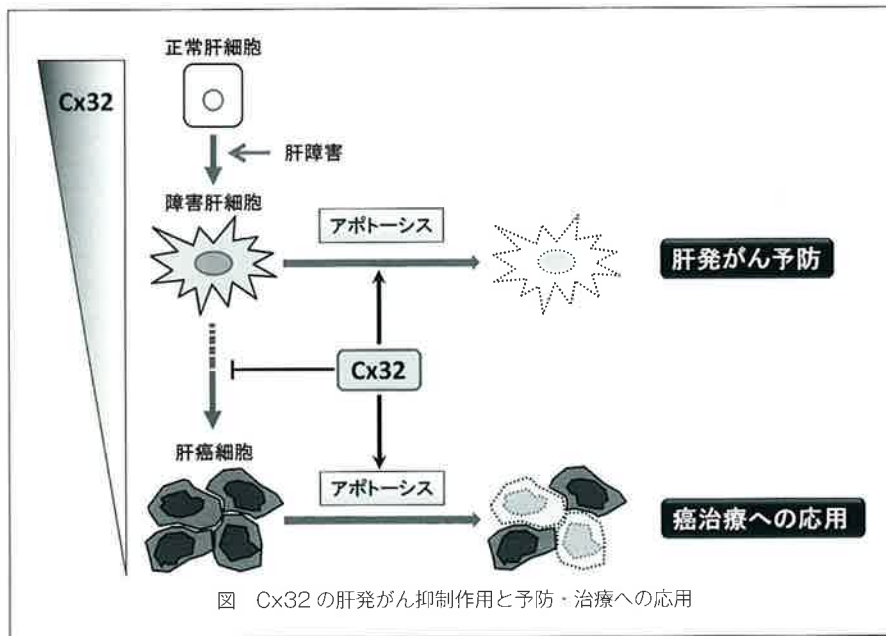 正常肝細胞
Cx32
肝障害
障害肝細胞
アポトーシス
肝発がん予防
Cx32
肝癌細胞
アポトーシス
癌治療への応用
図 Cx32の肝発がん抑制作用と予防・治療への応用